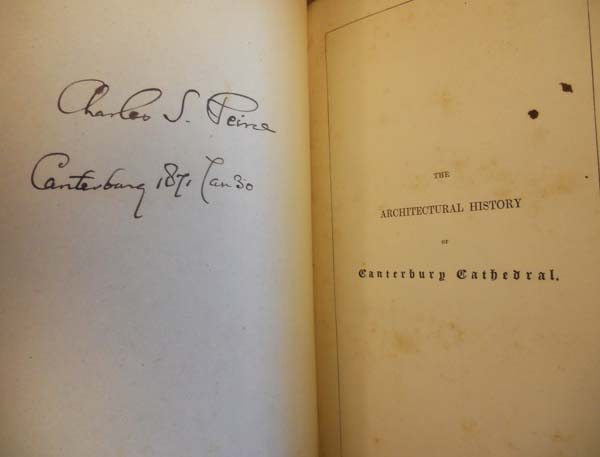 Charles S. Peirce
Canterbury 1871 Jan 30
THE
ARCHITECTURAL HISTORY
OF
Canterbury Cathedral.